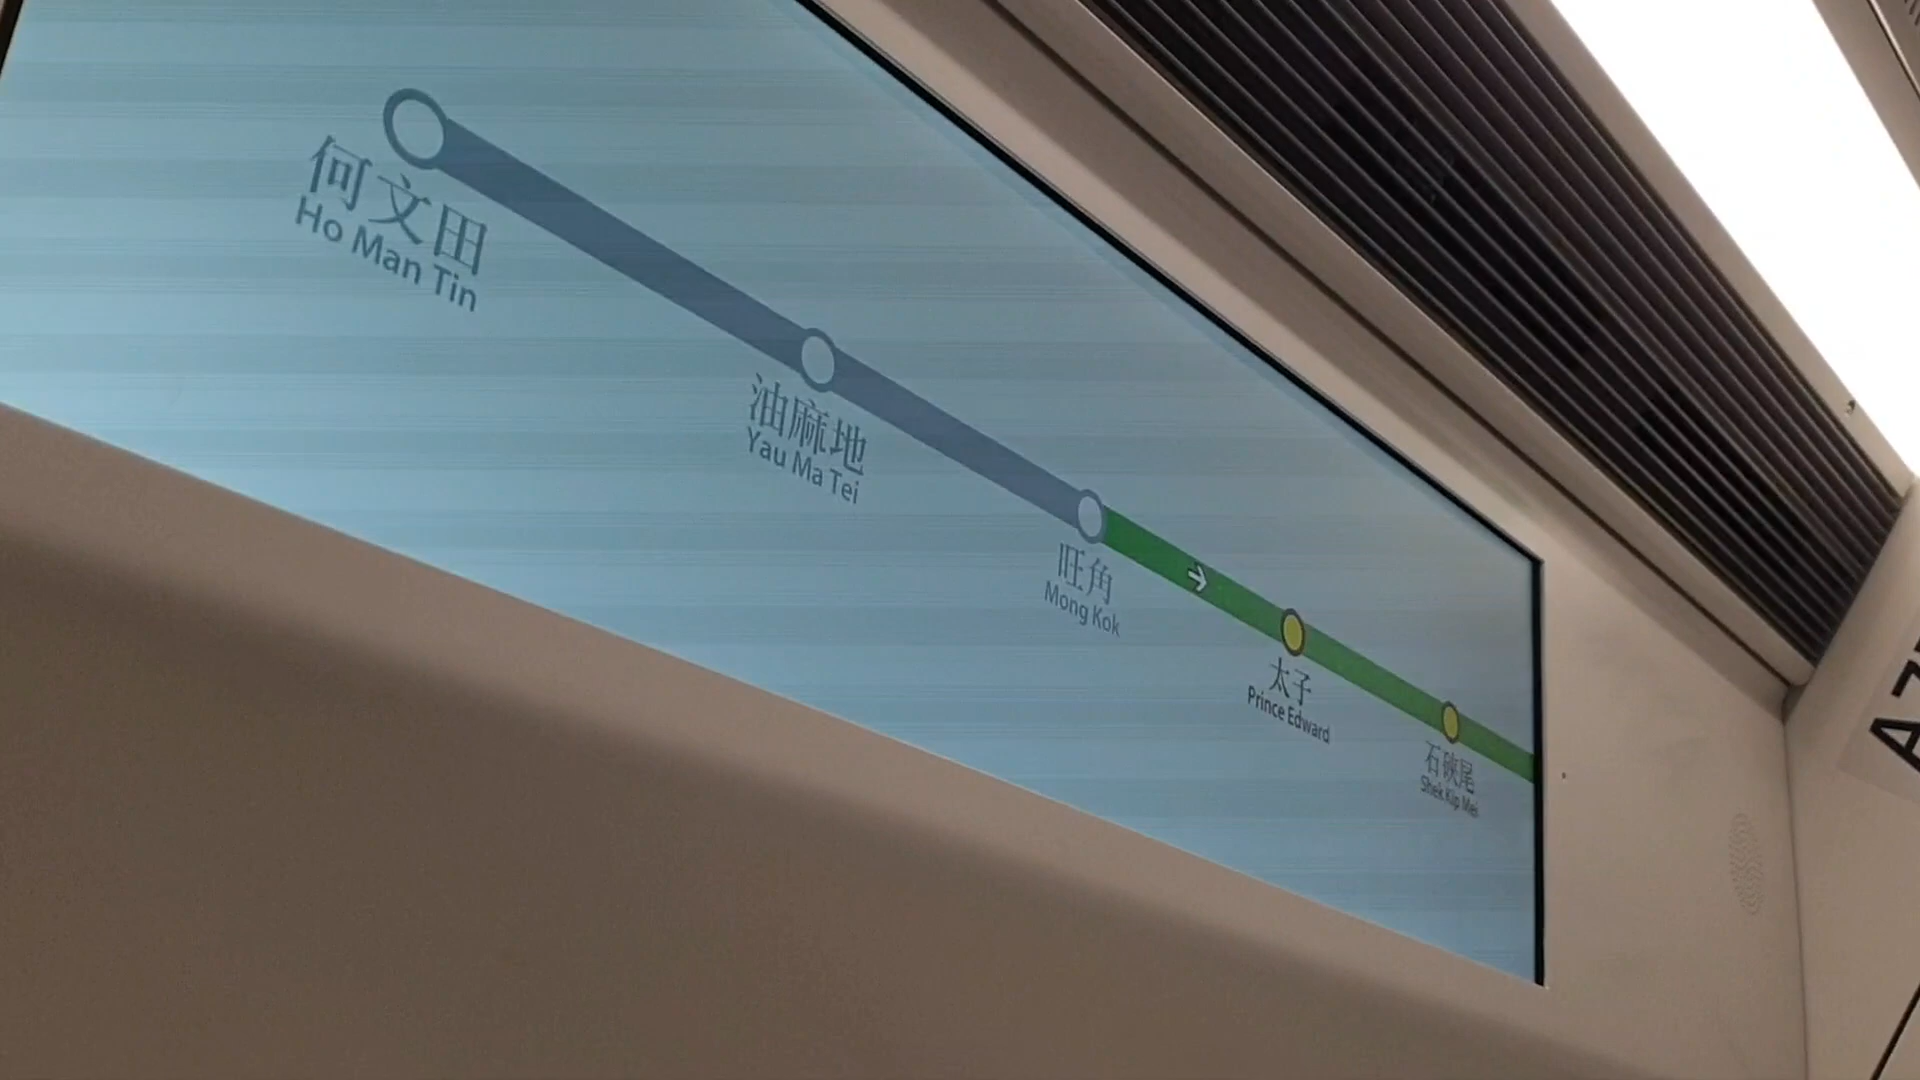 何文田
Ho Man Tin
油麻地
Yau Ma Tei
旺角
Mong Kok
太子
Prince Edward
石硤尾
Shek Kip Mei